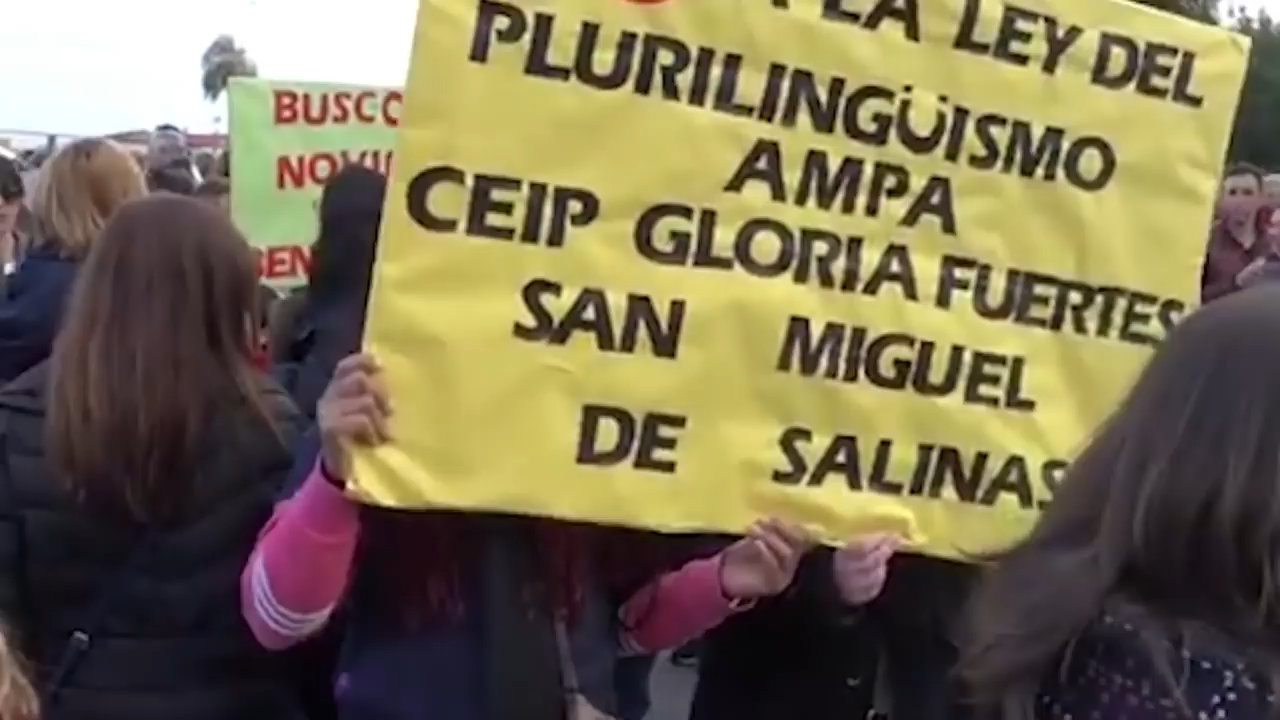 LA LEY DEL
PLURILINGÜISMO
AMPA
CEIP GLORIA FUERTES
SAN MIGUEL
DE SALINAS